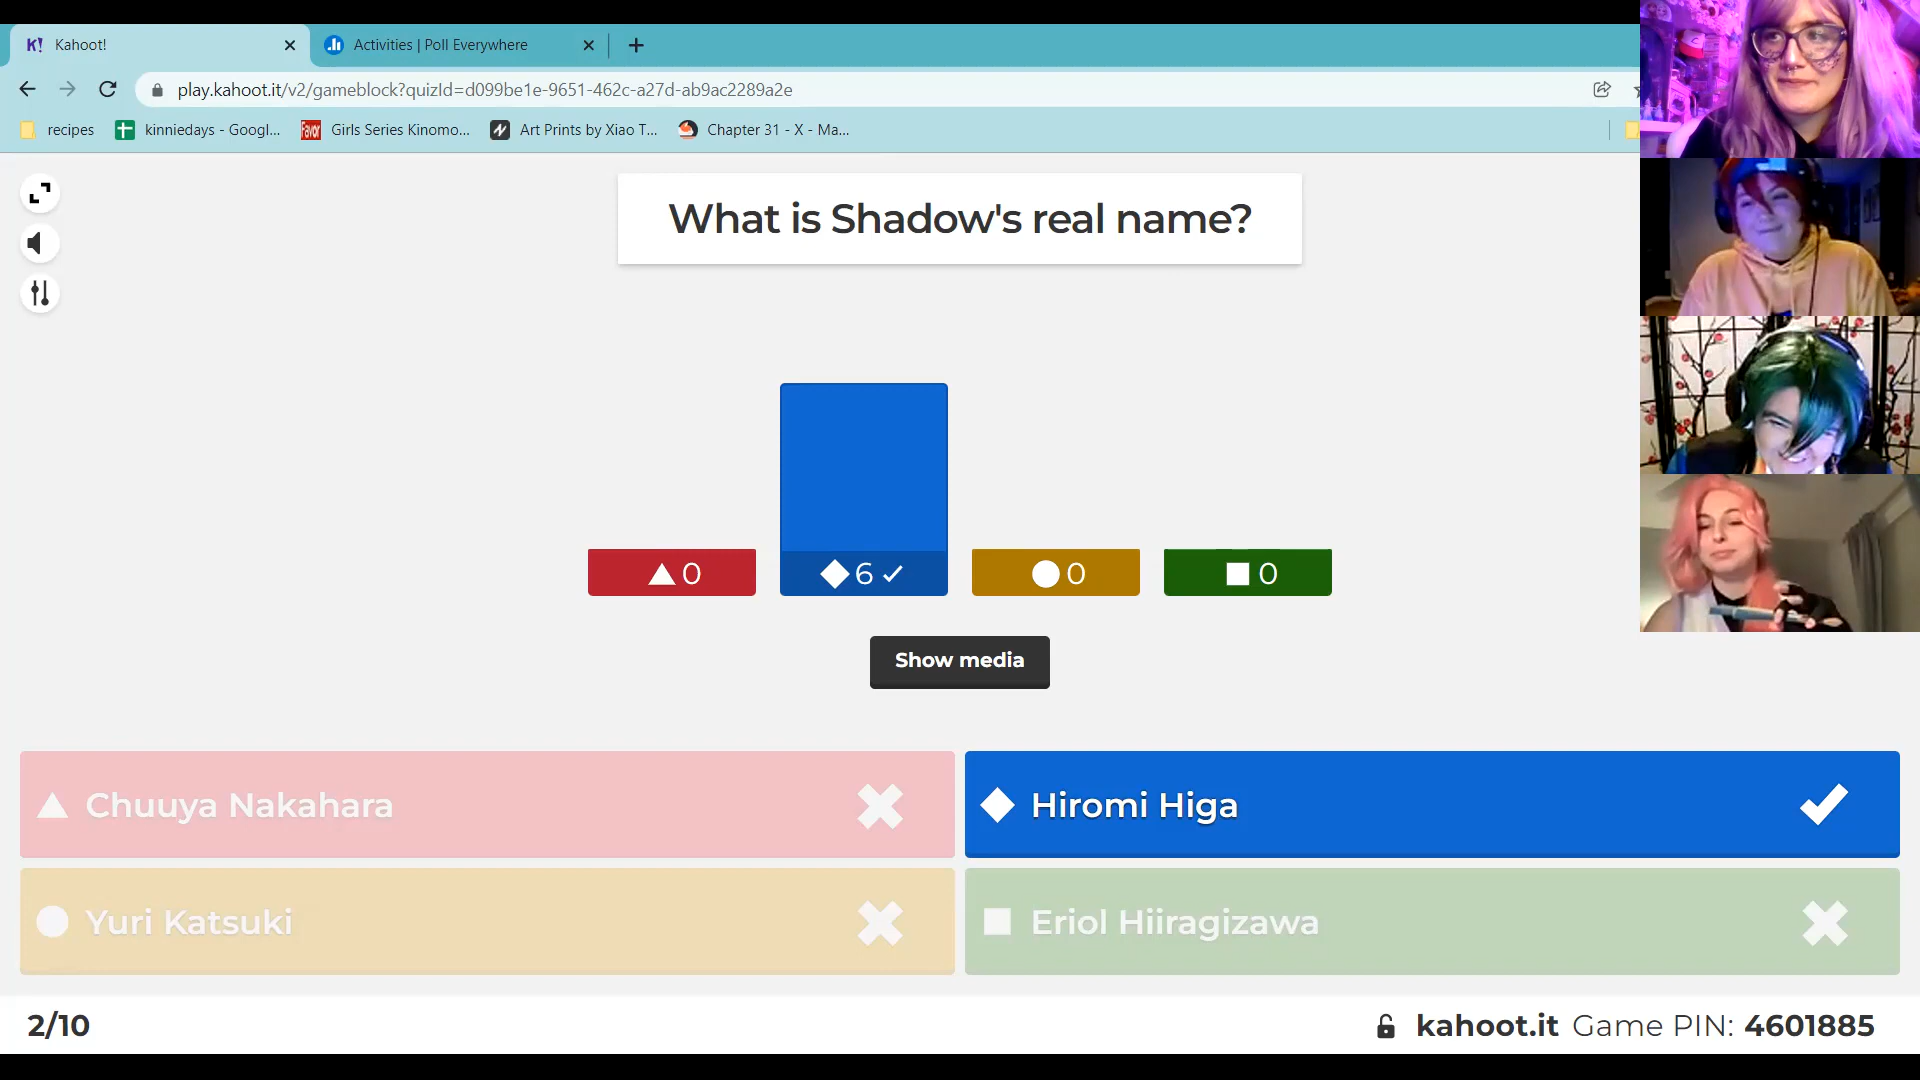 Kahoot!
Activities | Poll Everywhere
play.kahoot.it/v2/gameblock?quizId=d099be1e-9651-462c-a27d-ab9ac2289a2e
recipes
kinniedays - Googl...
Favor
Girls Series Kinomo...
Art Prints by Xiao T...
Chapter 31 - X - Ma...
What is Shadow's real name?
0
6
0
0
Show media
Chuuya Nakahara
Hiromi Higa
Yuri Katsuki
Eriol Hiiragizawa
2/10
kahoot.it Game PIN: 4601885